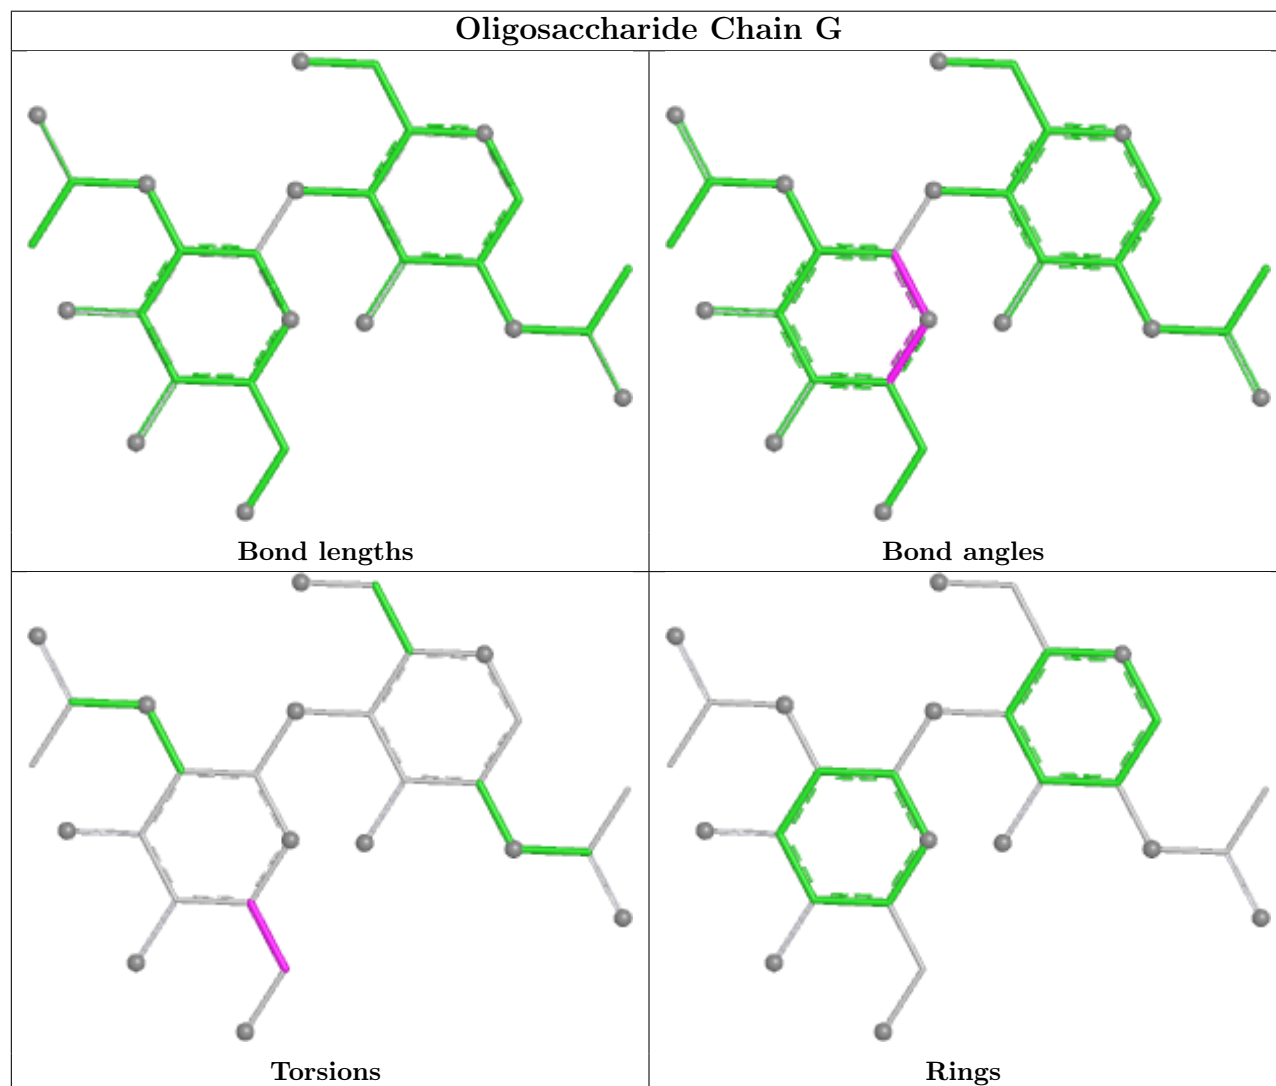 Oligosaccharide Chain G
Bond lengths
Bond angles
Torsions
Rings